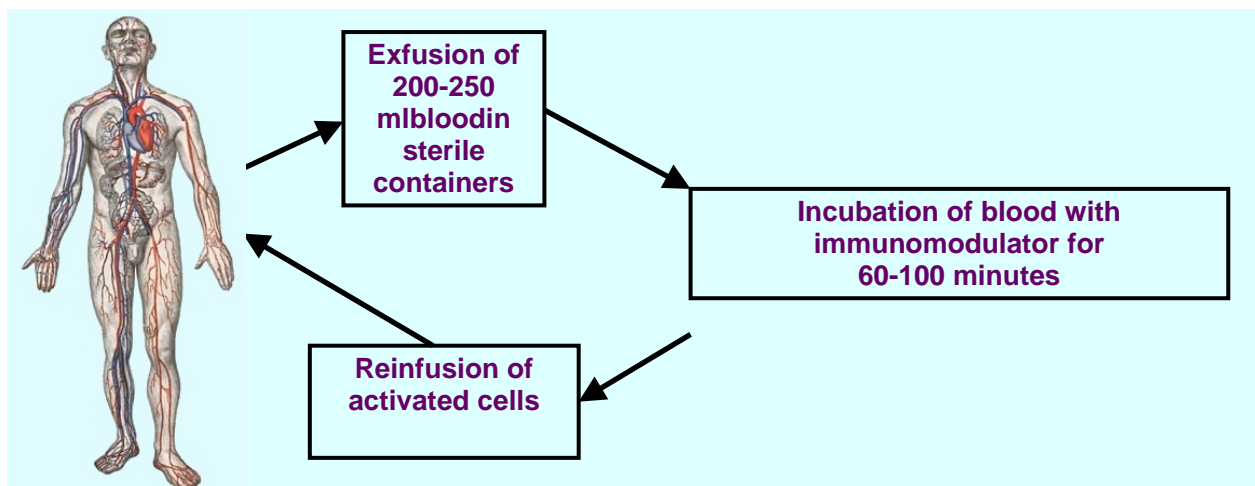 Exfusion of
200-250
mlbloodin
sterile
containers
Incubation of blood with
immunomodulator for
60-100 minutes
Reinfusion of
activated cells